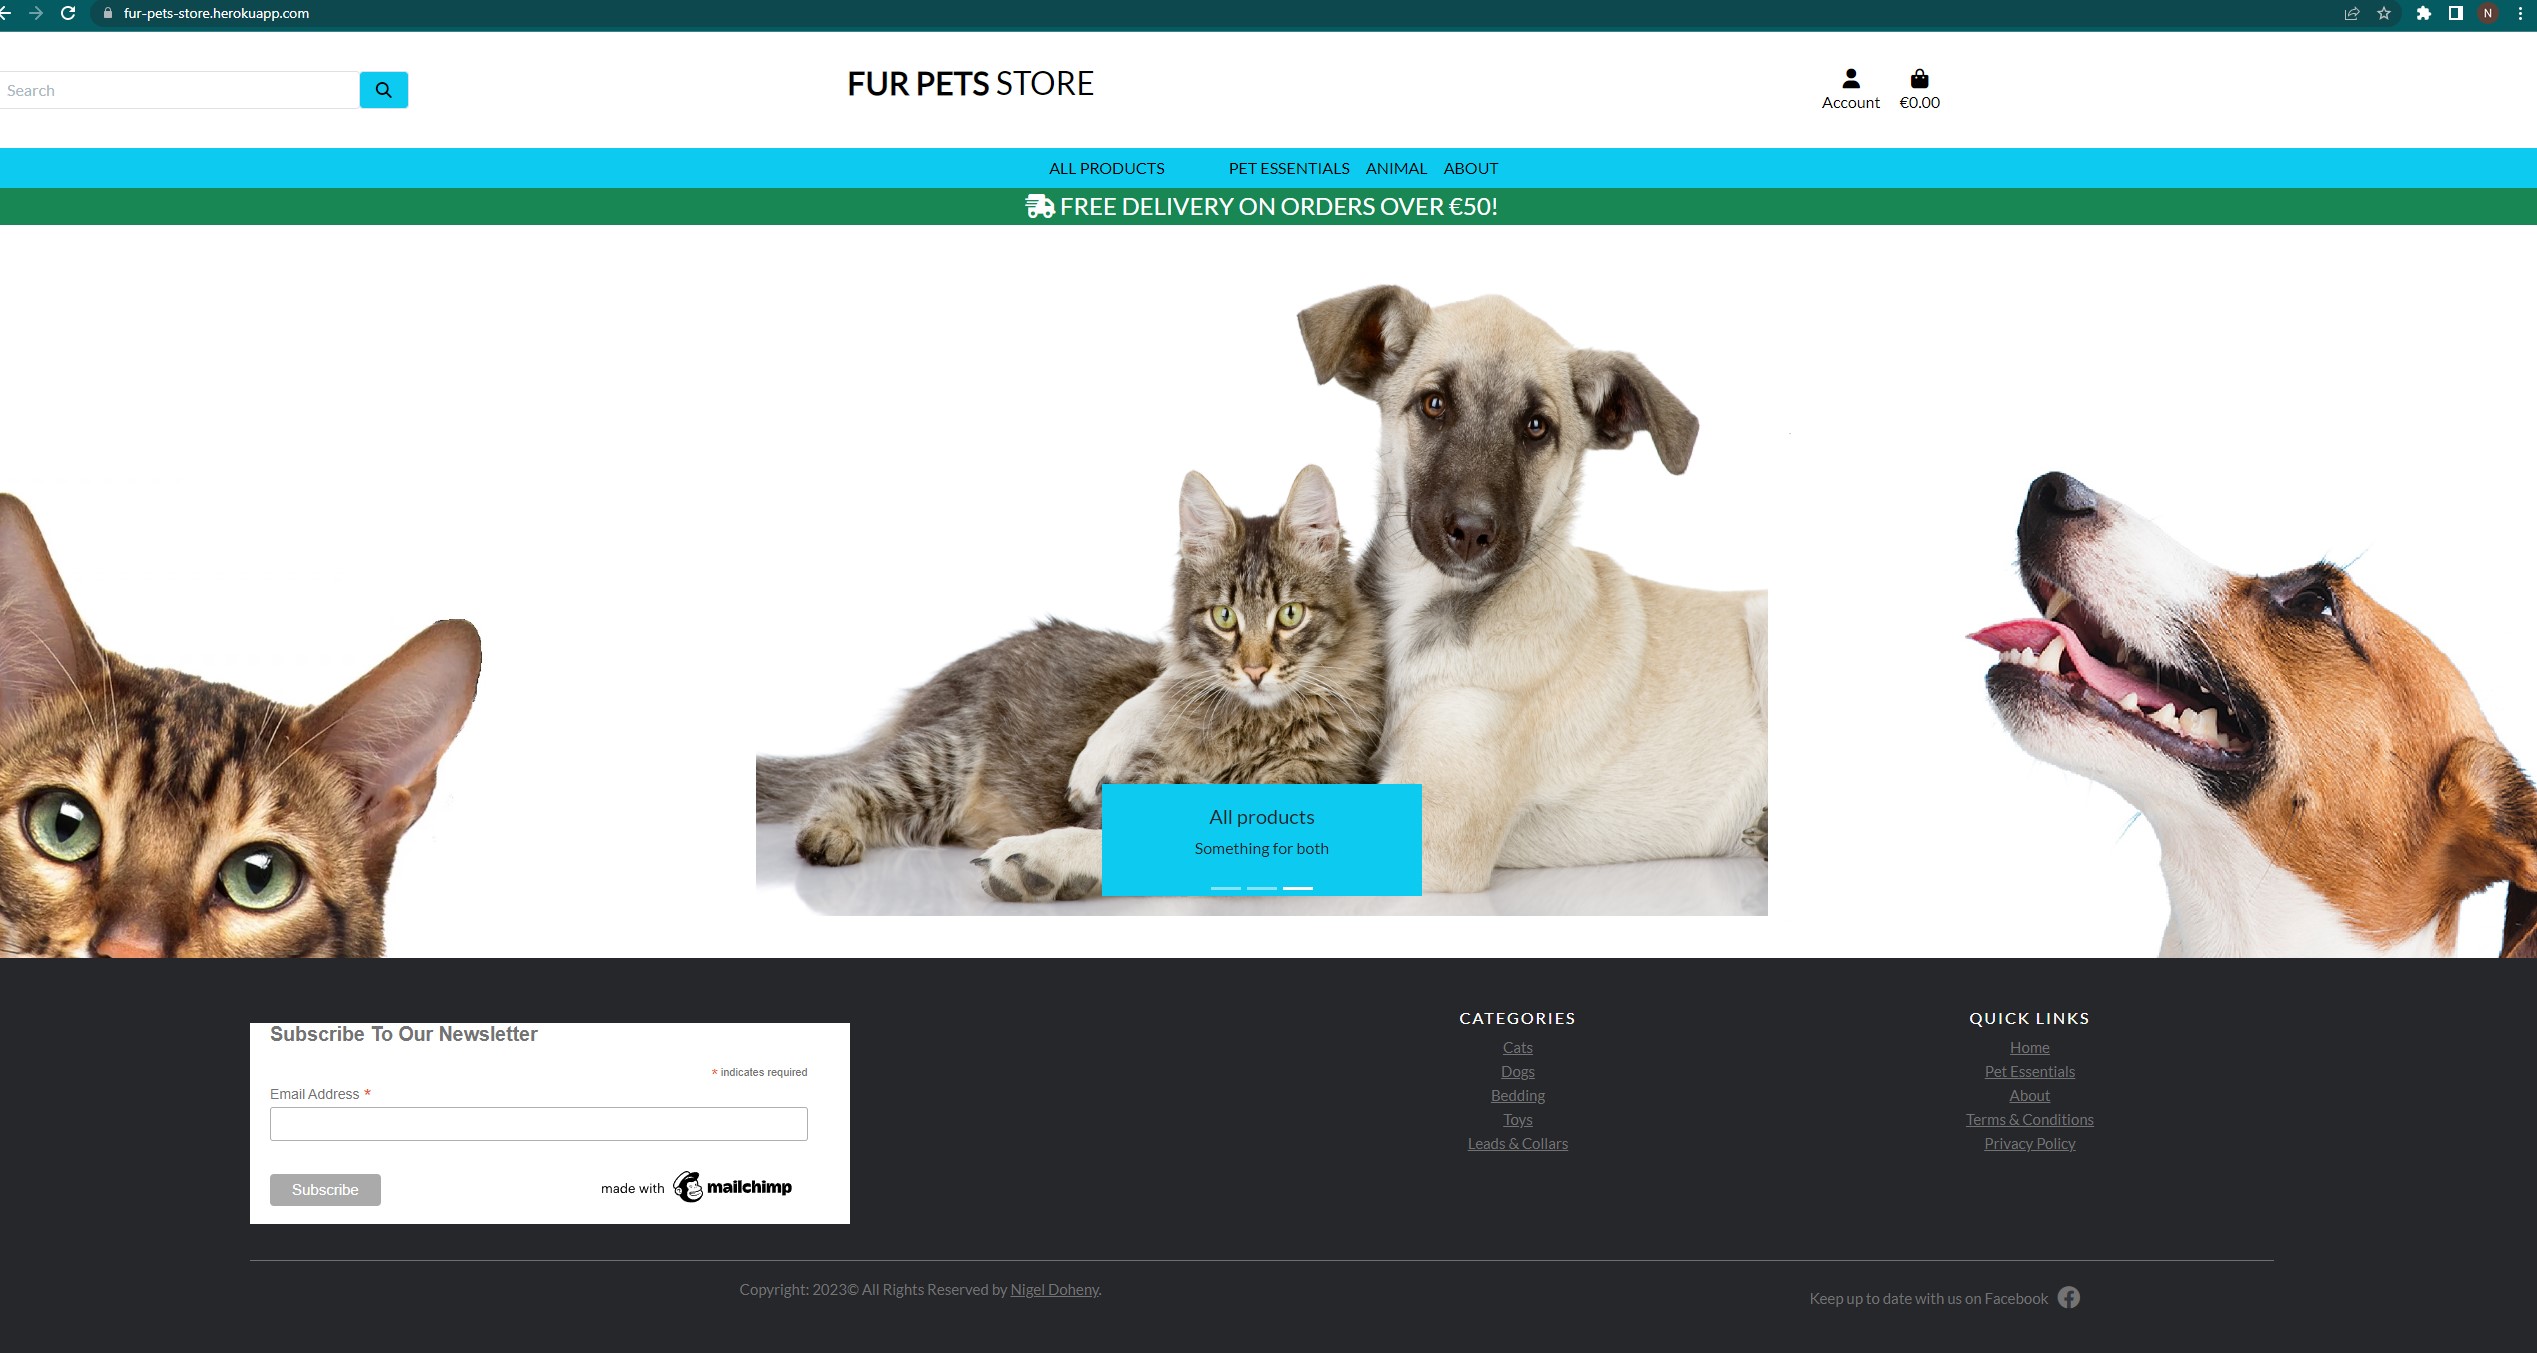 fur-pets-store.herokuapp.com
N
Search
FUR PETS STORE
Account
€0.00
ALL PRODUCTS PET ESSENTIALS ANIMAL ABOUT
FREE DELIVERY ON ORDERS OVER €50!
All products
Something for both
Subscribe To Our Newsletter
* indicates required
Email Address *
Subscribe
made with mailchimp
CATEGORIES
Cats
Dogs
Bedding
Toys
Leads & Collars
QUICK LINKS
Home
Pet Essentials
About
Terms & Conditions
Privacy Policy
Copyright: 2023© All Rights Reserved by Nigel Doheny.
Keep up to date with us on Facebook